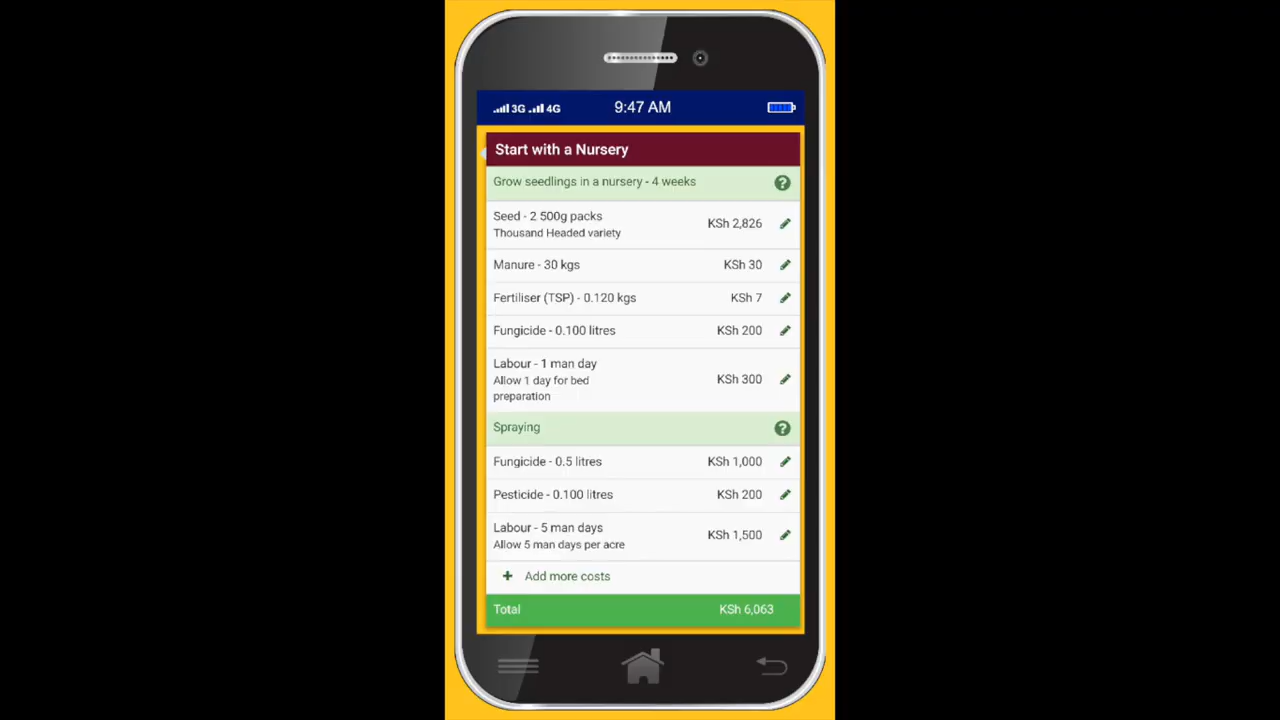 3G 4G 9:47 AM
Start with a Nursery
Grow seedlings in a nursery - 4 weeks ?
Seed - 2 500g packs KSh 2,826
Thousand Headed variety
Manure - 30 kgs KSh 30
Fertiliser (TSP) - 0.120 kgs KSh 7
Fungicide - 0.100 litres KSh 200
Labour - 1 man day KSh 300
Allow 1 day for bed
preparation
Spraying ?
Fungicide - 0.5 litres KSh 1,000
Pesticide - 0.100 litres KSh 200
Labour - 5 man days KSh 1,500
Allow 5 man days per acre
+ Add more costs
Total KSh 6,063